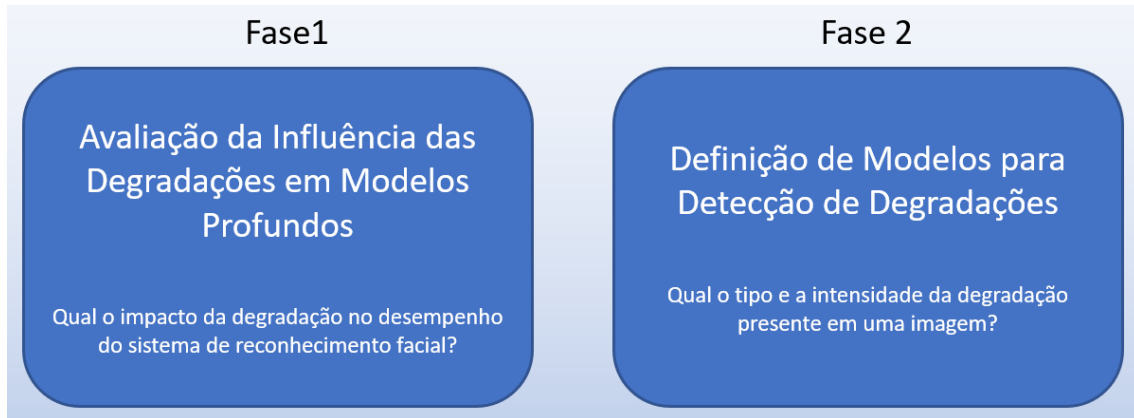 Fase1
Avaliação da Influência das
Degradações em Modelos
Profundos
Qual o impacto da degradação no desempenho
do sistema de reconhecimento facial?
Fase 2
Definição de Modelos para
Detecção de Degradações
Qual o tipo e a intensidade da degradação
presente em uma imagem?